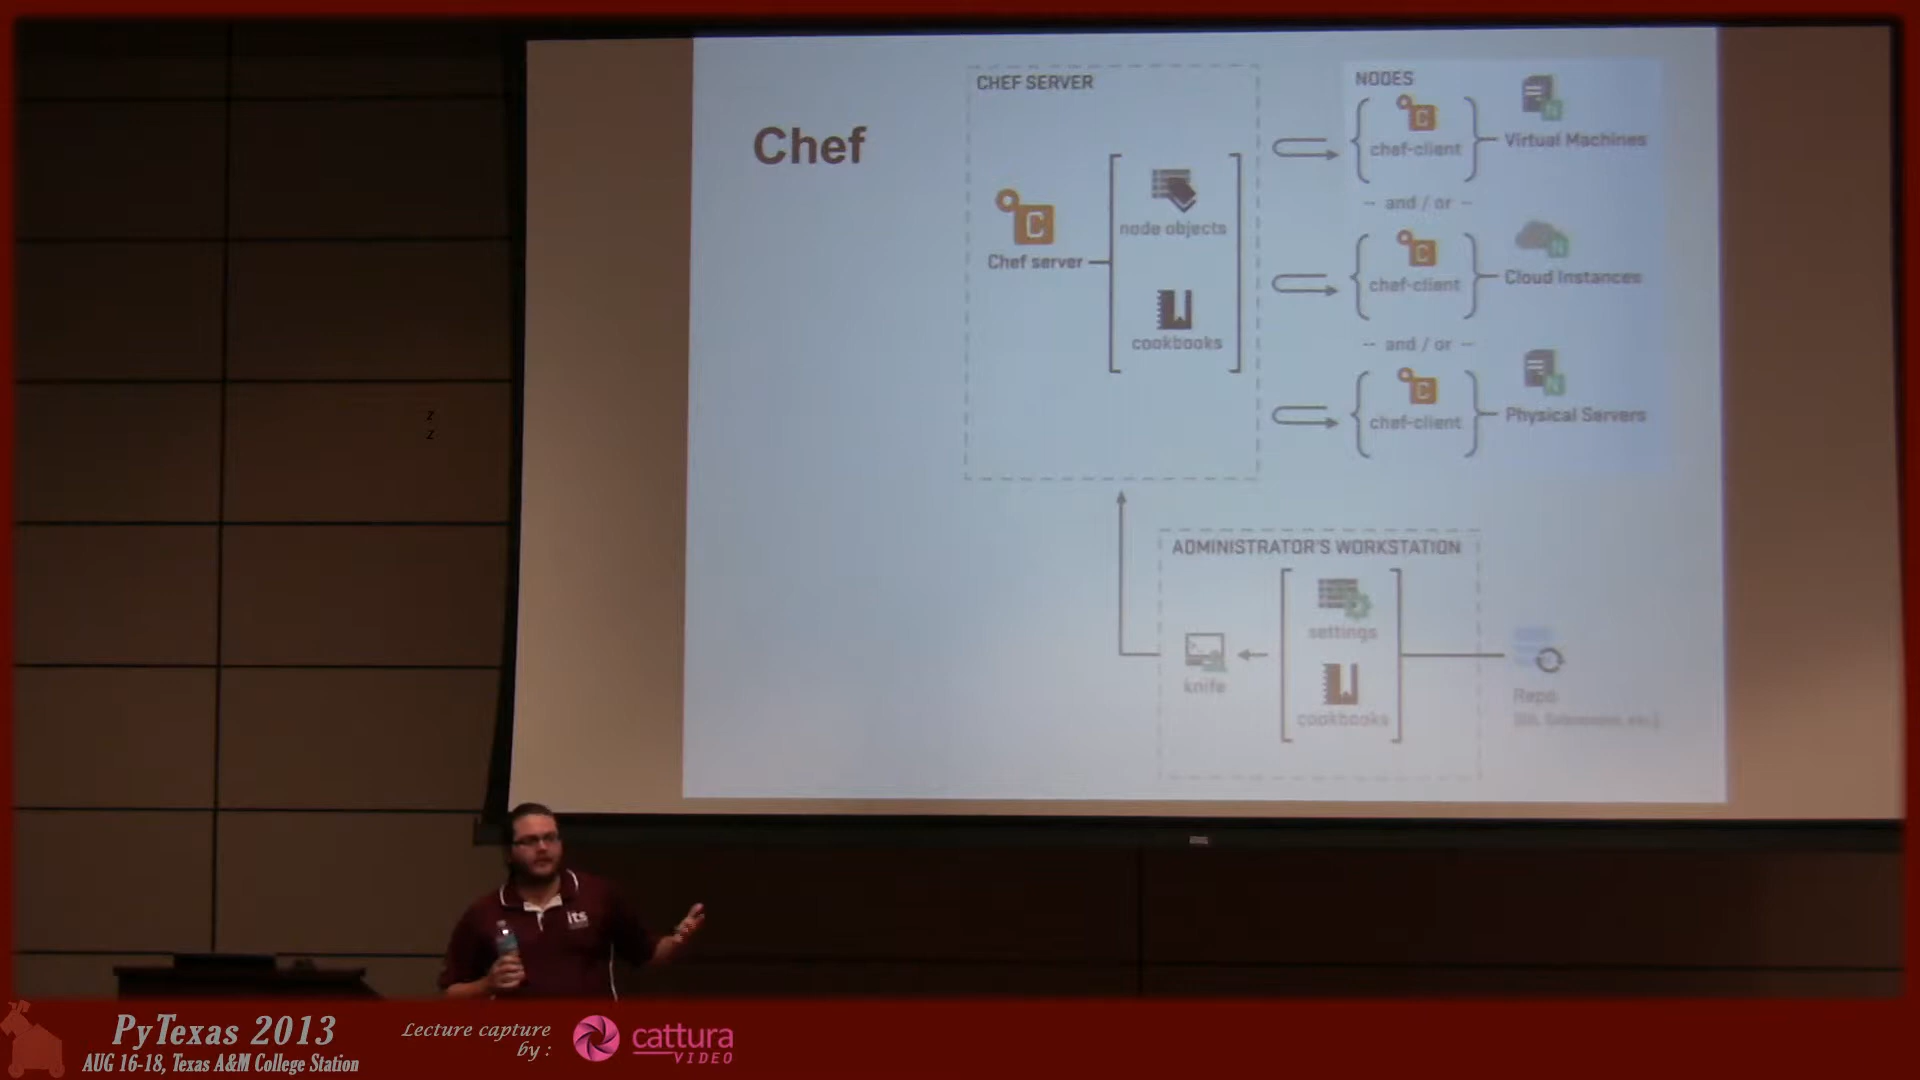 Chef
CHEF SERVER
Chef server
node objects
cookbooks
NODES
chef-client
Virtual Machines
-- and / or --
chef-client
Cloud Instances
-- and / or --
chef-client
Physical Servers
ADMINISTRATOR'S WORKSTATION
settings
knife
cookbooks
Repo
z
z
its
PyTexas 2013
AUG 16-18, Texas A&M College Station
Lecture capture
by :
cattura
VIDEO